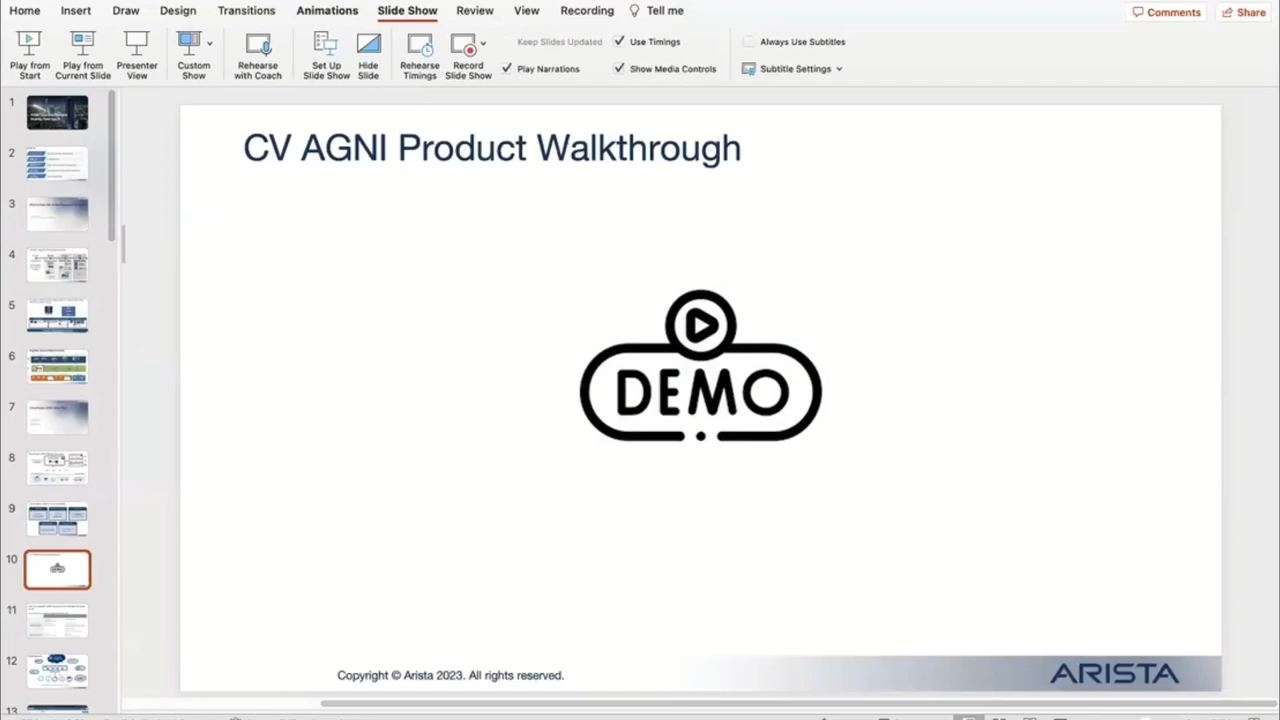 Home Insert Draw Design Transitions Animations Slide Show Review View Recording Tell me
Comments Share
Play from Start
Play from Current Slide
Presenter View
Custom Show
Rehearse with Coach
Set Up Slide Show
Hide Slide
Rehearse Timings
Record Slide Show
Keep Slides Updated
Use Timings
Play Narrations
Show Media Controls
Always Use Subtitles
Subtitle Settings
1
2
3
4
5
6
7
8
9
10
11
12
13
CV AGNI Product Walkthrough
DEMO
Copyright © Arista 2023. All rights reserved.
ARISTA